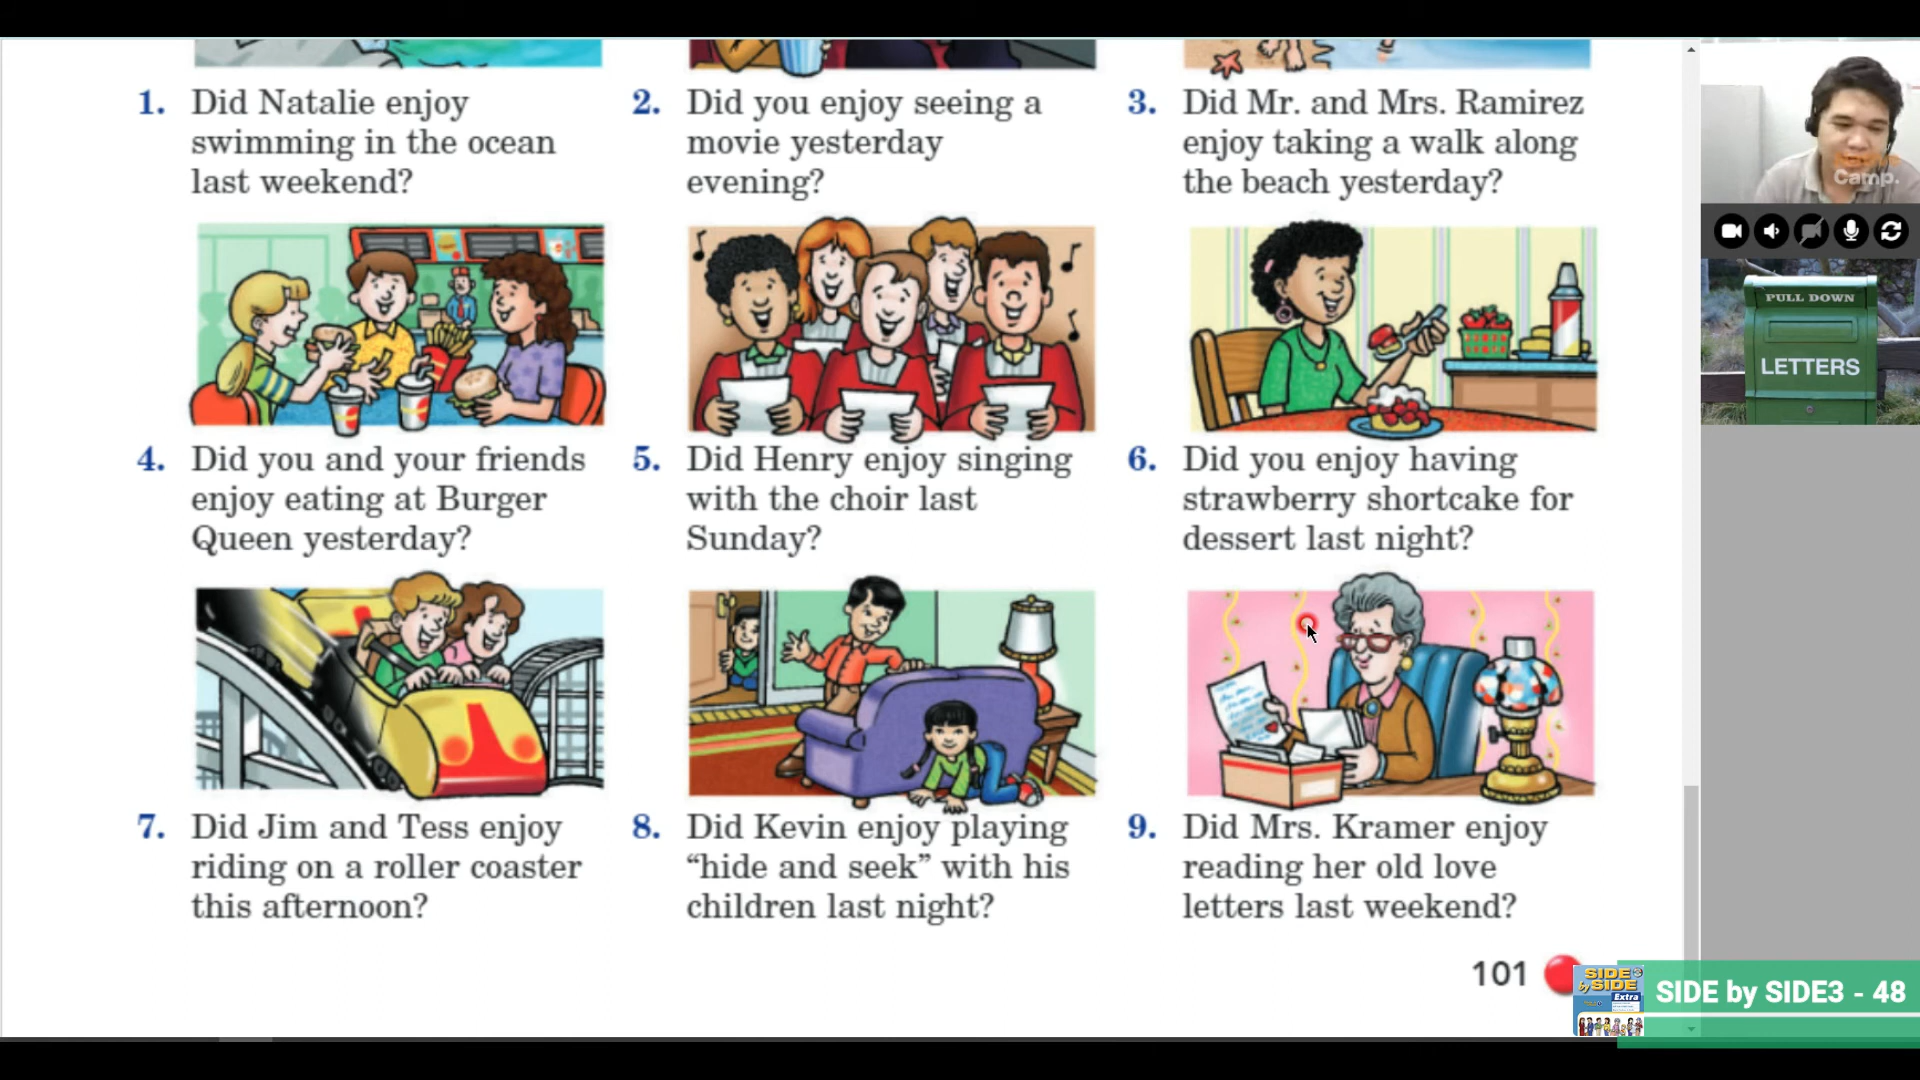 1. Did Natalie enjoy
swimming in the ocean
last weekend?
2. Did you enjoy seeing a
movie yesterday
evening?
3. Did Mr. and Mrs. Ramirez
enjoy taking a walk along
the beach yesterday?
4. Did you and your friends
enjoy eating at Burger
Queen yesterday?
5. Did Henry enjoy singing
with the choir last
Sunday?
6. Did you enjoy having
strawberry shortcake for
dessert last night?
7. Did Jim and Tess enjoy
riding on a roller coaster
this afternoon?
8. Did Kevin enjoy playing
“hide and seek” with his
children last night?
9. Did Mrs. Kramer enjoy
reading her old love
letters last weekend?
101
Camp.
PULL DOWN
LETTERS
SIDE
by SIDE
Extra
SIDE by SIDE3 - 48